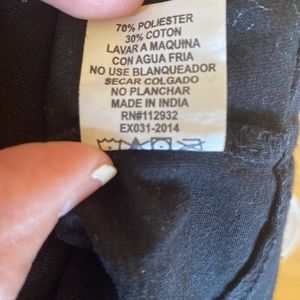 70% POLIESTER
30% COTTON
LAVAR A MAQUINA
CON AGUA FRIA
NO USE BLANQUEADOR
SECAR COLGADO
NO PLANCHAR
MADE IN INDIA
RN#112932
EX031-2014